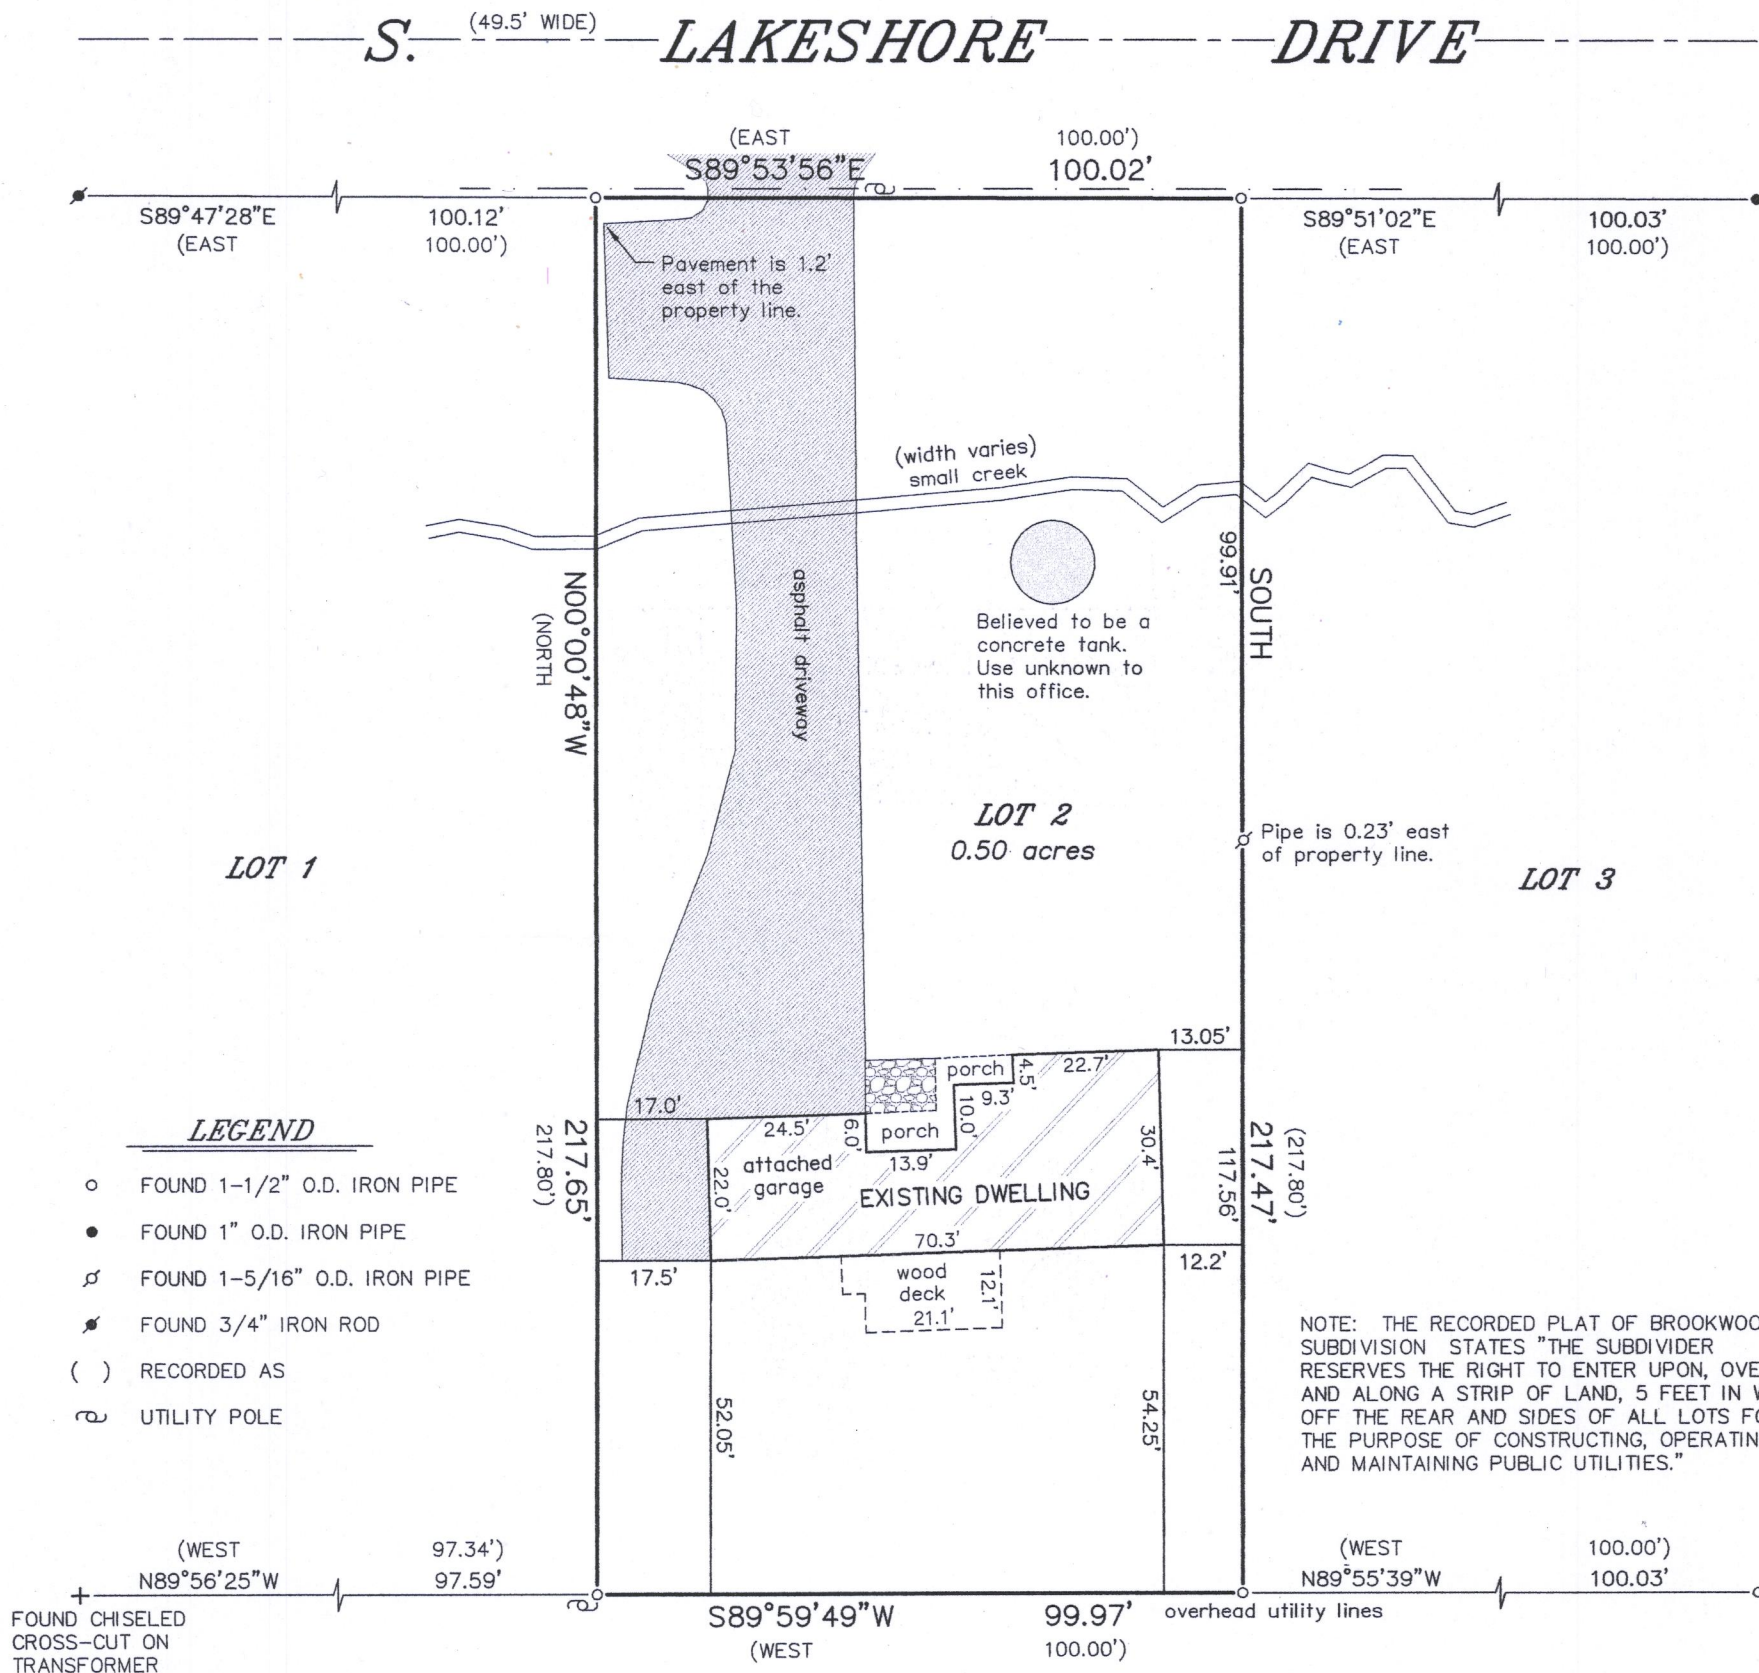 (49.5' WIDE)
S. LAKESHORE DRIVE
(EAST 100.00')
S89°53'56"E 100.02'
S89°47'28"E 100.12'
(EAST 100.00')
S89°51'02"E 100.03'
(EAST 100.00')
Pavement is 1.2'
east of the
property line.
(width varies)
small creek
99.91'
SOUTH
N00°00'48"W
(NORTH
asphalt driveway
Believed to be a
concrete tank.
Use unknown to
this office.
LOT 2
0.50 acres
Pipe is 0.23' east
of property line.
LOT 1
LOT 3
13.05'
porch
4.5'
22.7'
9.3'
17.0'
24.5'
6.0'
porch
10.0'
13.9'
30.4'
attached
garage
22.0'
EXISTING DWELLING
70.3'
217.65'
217.80')
117.56'
217.47'
(217.80')
17.5'
12.2'
wood
deck
12.1'
21.1'
52.05'
54.25'
LEGEND
FOUND 1-1/2" O.D. IRON PIPE
FOUND 1" O.D. IRON PIPE
FOUND 1-5/16" O.D. IRON PIPE
FOUND 3/4" IRON ROD
( ) RECORDED AS
UTILITY POLE
NOTE: THE RECORDED PLAT OF BROOKWOO
SUBDIVISION STATES "THE SUBDIVIDER
RESERVES THE RIGHT TO ENTER UPON, OVE
AND ALONG A STRIP OF LAND, 5 FEET IN W
OFF THE REAR AND SIDES OF ALL LOTS FO
THE PURPOSE OF CONSTRUCTING, OPERATIN
AND MAINTAINING PUBLIC UTILITIES."
(WEST 97.34')
N89°56'25"W 97.59'
(WEST 100.00')
N89°55'39"W 100.03'
FOUND CHISELED
CROSS-CUT ON
TRANSFORMER
S89°59'49"W 99.97'
(WEST 100.00')
overhead utility lines